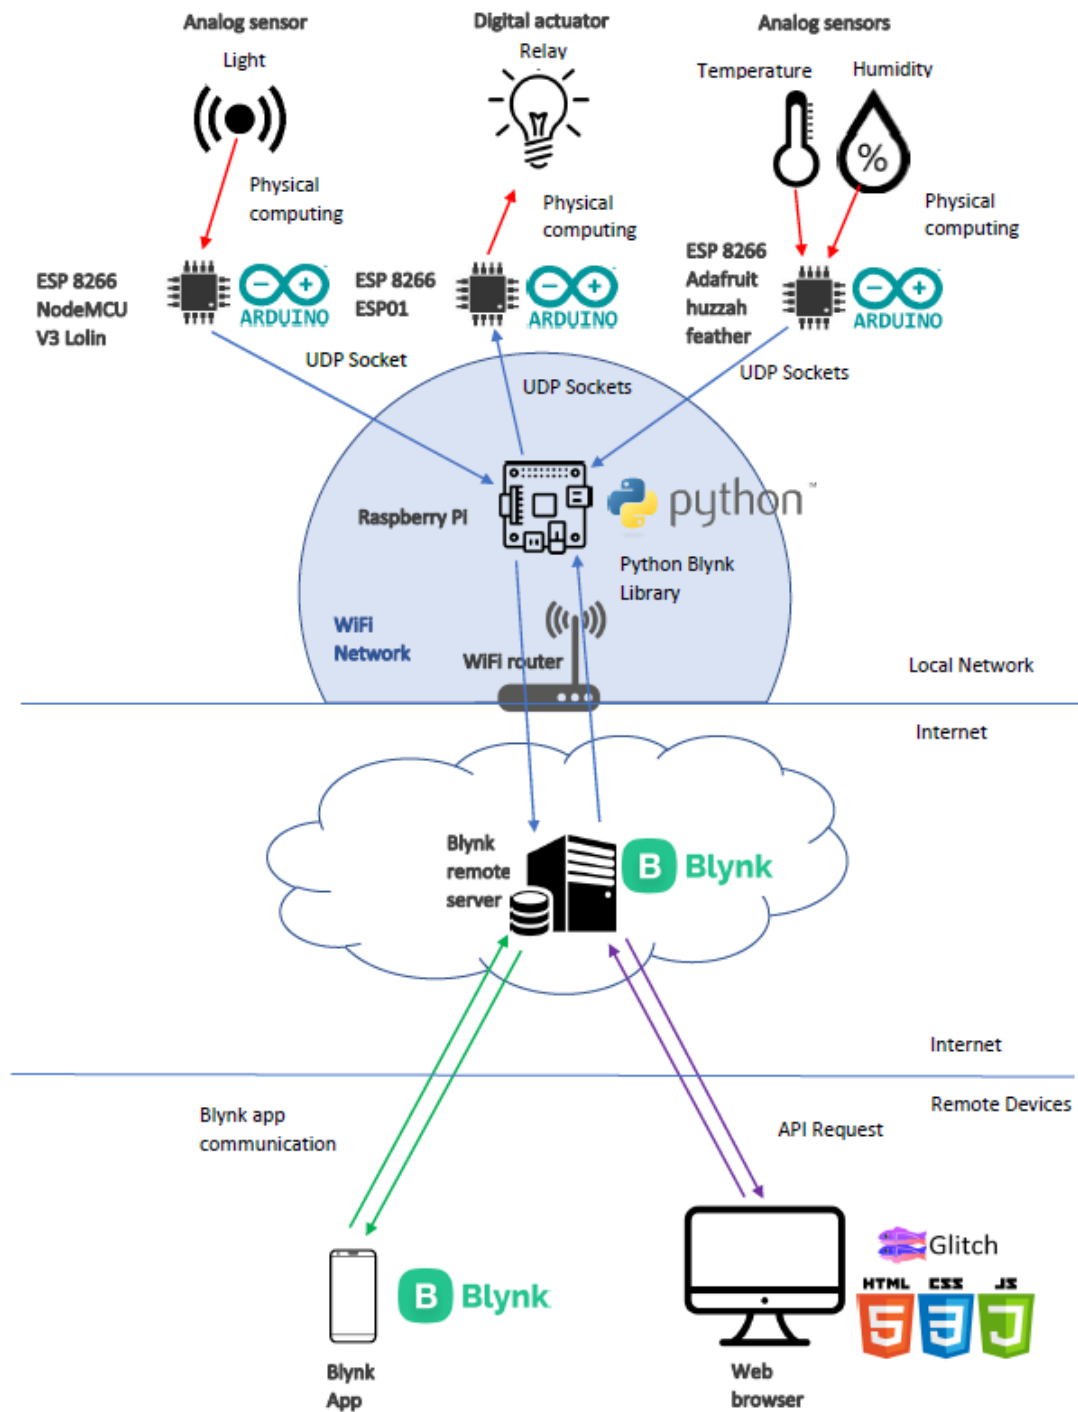 Analog sensor
Digital actuator
Analog sensors
Light
Relay
Temperature
Humidity
%
Physical
computing
Physical
computing
Physical
computing
ESP 8266
NodeMCU
V3 Lolin
ARDUINO
ESP 8266
ESP01
ARDUINO
ESP 8266
Adafruit
huzzah
feather
ARDUINO
UDP Socket
UDP Sockets
UDP Sockets
Raspberry Pi
python™
Python Blynk
Library
WiFi
Network
WiFi router
Local Network
Internet
Blynk
remote
server
B Blynk
Internet
Remote Devices
Blynk app
communication
API Request
B Blynk
Glitch
HTML CSS JS
5 3
Blynk
App
Web
browser